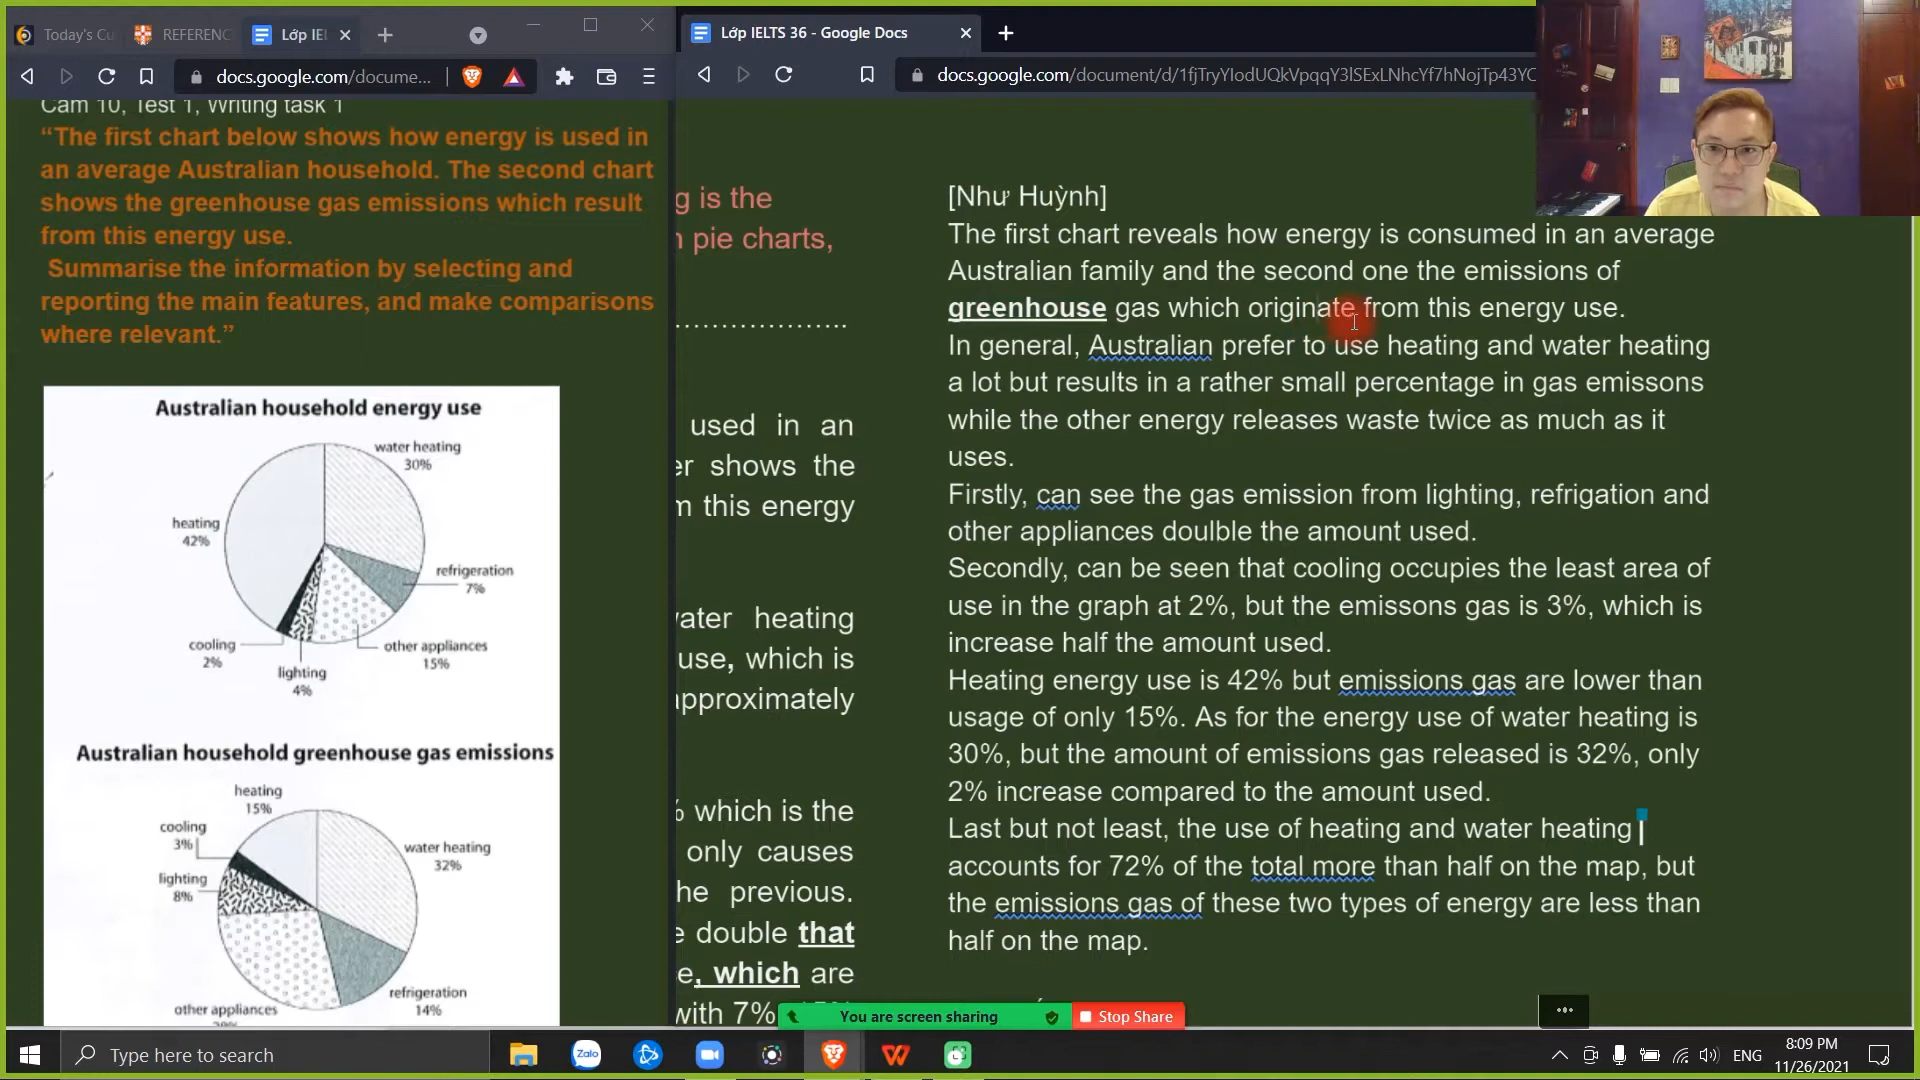 Today's Cu
REFERENC
Lớp IEL
docs.google.com/docume...
Lớp IELTS 36 - Google Docs
docs.google.com/document/d/1fjTryYIodUQkVpqqY3lSExLNhcYf7hNojTp43YC
Cam 10, Test 1, Writing task 1
“The first chart below shows how energy is used in
an average Australian household. The second chart
shows the greenhouse gas emissions which result
from this energy use.
Summarise the information by selecting and
reporting the main features, and make comparisons
where relevant.”
Australian household energy use
water heating
30%
heating
42%
refrigeration
7%
cooling
2%
other appliances
15%
lighting
4%
Australian household greenhouse gas emissions
heating
15%
cooling
3%
water heating
32%
lighting
8%
refrigeration
14%
other appliances
g is the
n pie charts,
………………..
used in an
er shows the
m this energy
vater heating
use, which is
approximately
% which is the
only causes
he previous.
e double that
e, which are
with 7%
[Như Huỳnh]
The first chart reveals how energy is consumed in an average
Australian family and the second one the emissions of
greenhouse gas which originate from this energy use.
In general, Australian prefer to use heating and water heating
a lot but results in a rather small percentage in gas emissons
while the other energy releases waste twice as much as it
uses.
Firstly, can see the gas emission from lighting, refrigation and
other appliances doulble the amount used.
Secondly, can be seen that cooling occupies the least area of
use in the graph at 2%, but the emissons gas is 3%, which is
increase half the amount used.
Heating energy use is 42% but emissions gas are lower than
usage of only 15%. As for the energy use of water heating is
30%, but the amount of emissions gas released is 32%, only
2% increase compared to the amount used.
Last but not least, the use of heating and water heating
accounts for 72% of the total more than half on the map, but
the emissions gas of these two types of energy are less than
half on the map.
You are screen sharing
Stop Share
Type here to search
Zalo
ENG
8:09 PM
11/26/2021